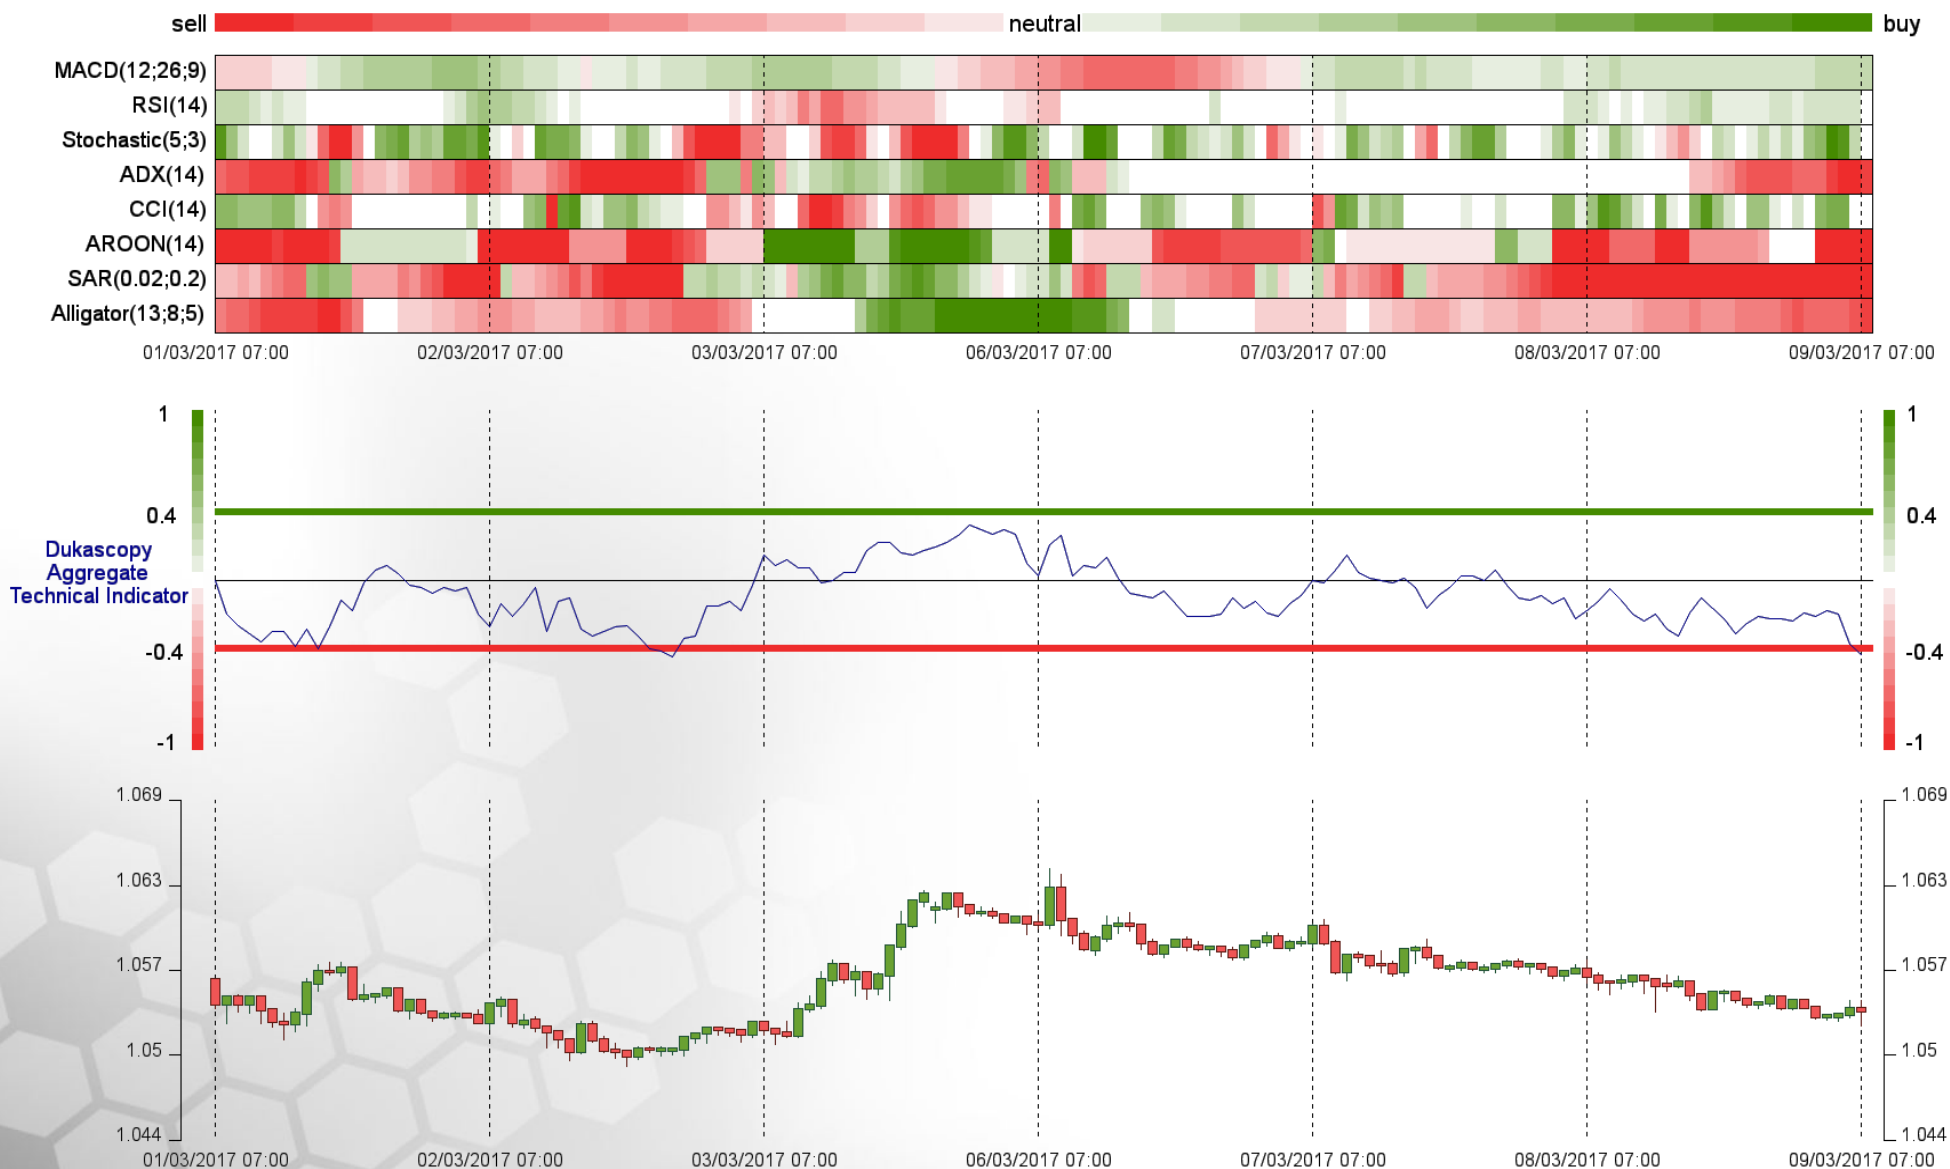 sell neutral buy
MACD(12;26;9)
RSI(14)
Stochastic(5;3)
ADX(14)
CCI(14)
AROON(14)
SAR(0.02;0.2)
Alligator(13;8;5)
01/03/2017 07:00 02/03/2017 07:00 03/03/2017 07:00 06/03/2017 07:00 07/03/2017 07:00 08/03/2017 07:00 09/03/2017 07:00
1 1
0.4 0.4
Dukascopy
Aggregate
Technical Indicator
-0.4 -0.4
-1 -1
1.069 1.069
1.063 1.063
1.057 1.057
1.05 1.05
1.044 1.044
01/03/2017 07:00 02/03/2017 07:00 03/03/2017 07:00 06/03/2017 07:00 07/03/2017 07:00 08/03/2017 07:00 09/03/2017 07:00